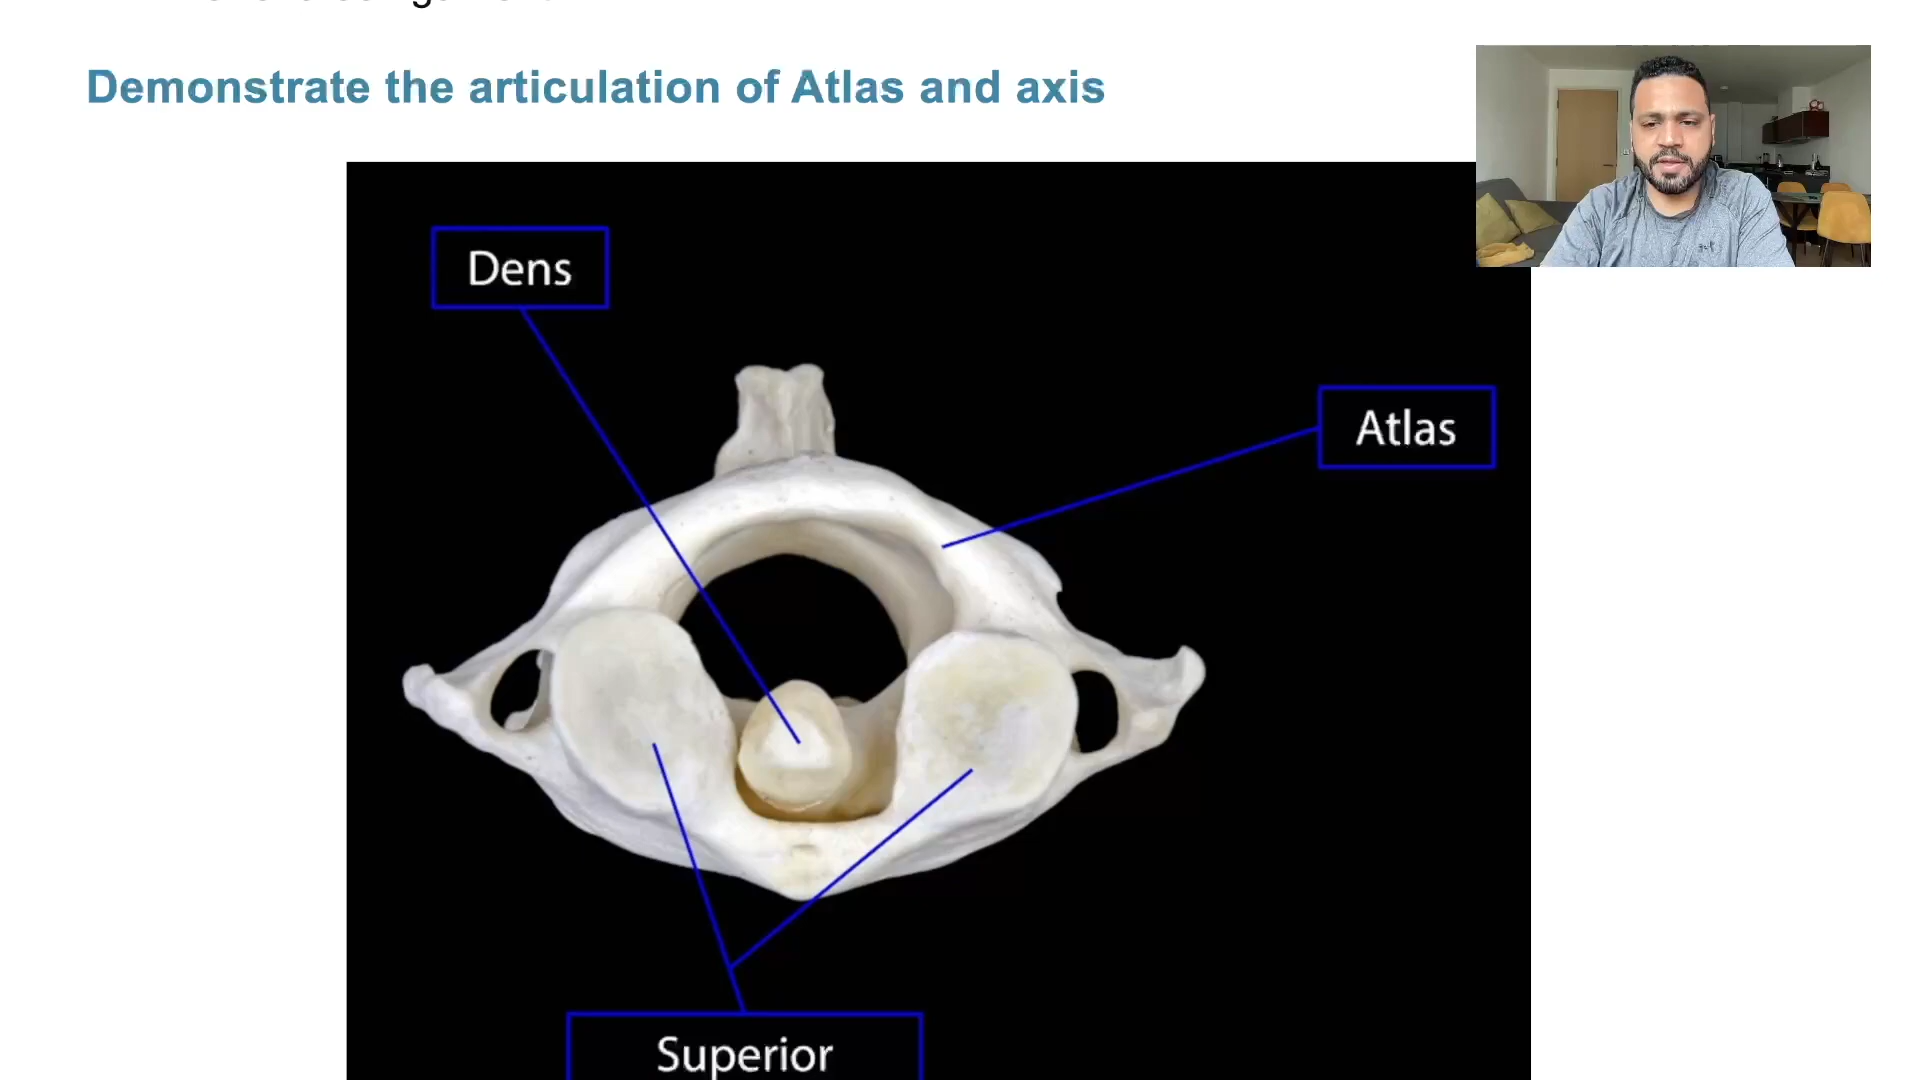 Demonstrate the articulation of Atlas and axis
Dens
Atlas
Superior